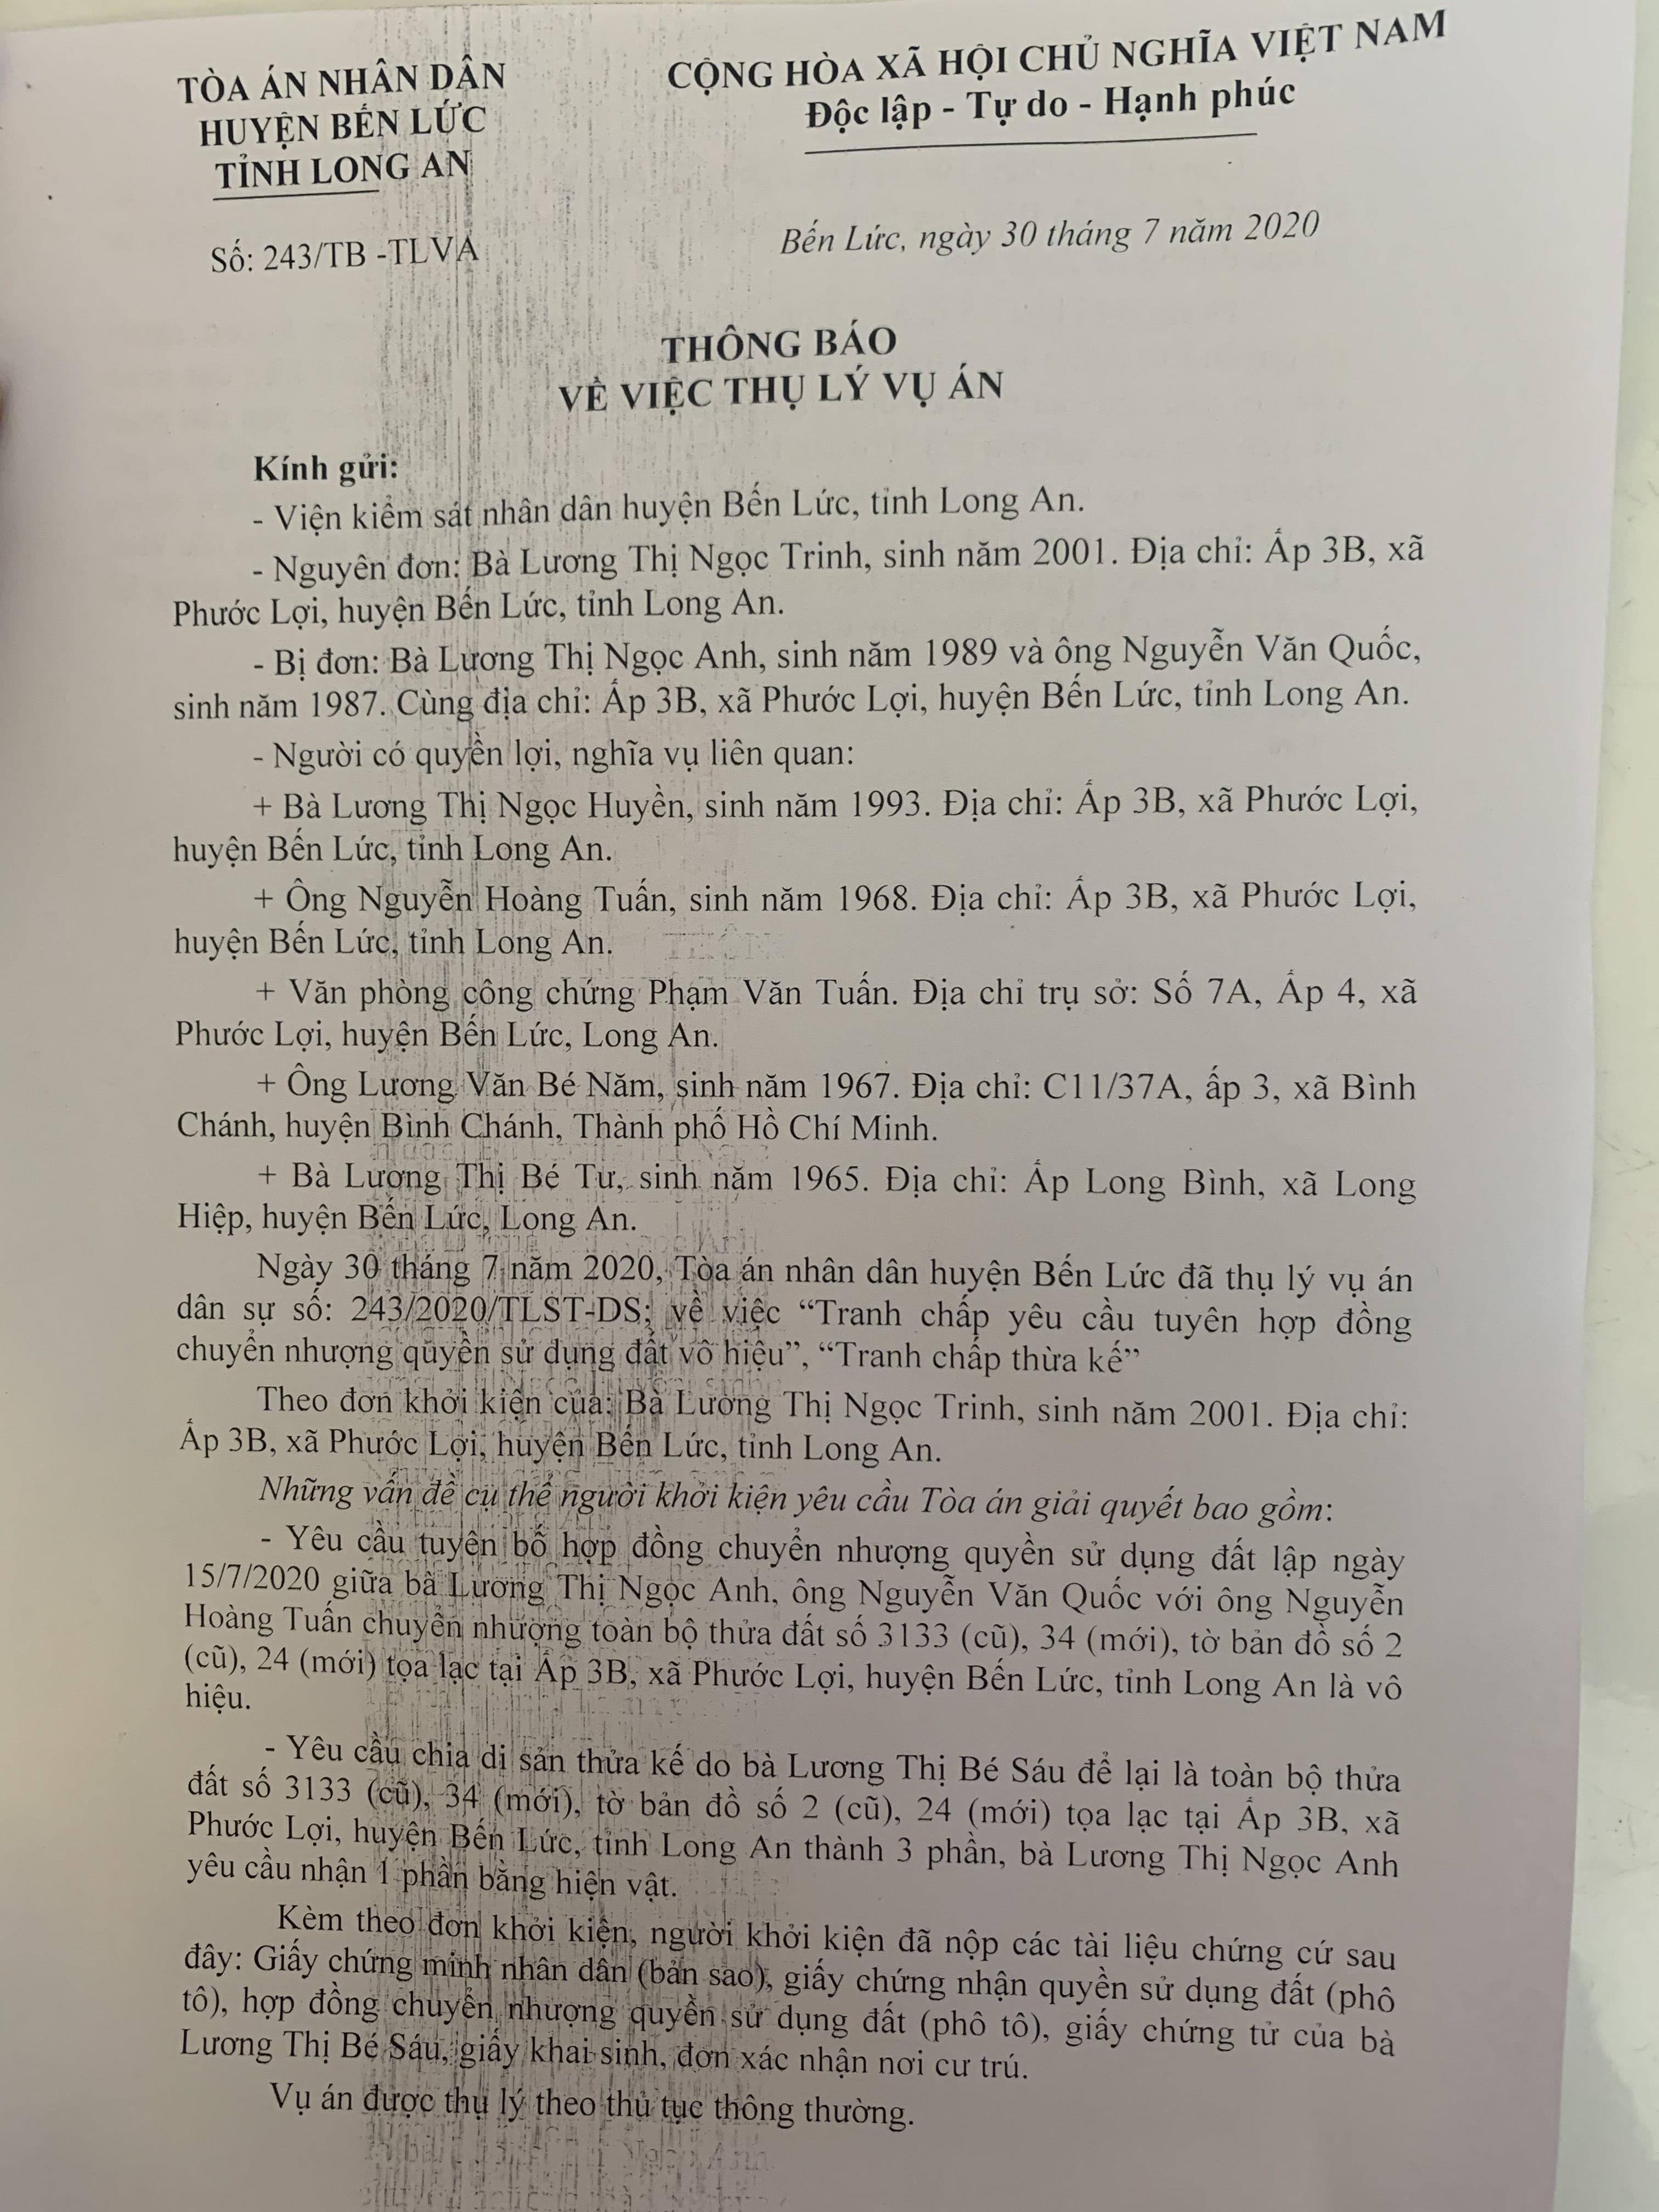 TÒA ÁN NHÂN DÂN
HUYỆN BẾN LỨC
TỈNH LONG AN
CỘNG HÒA XÃ HỘI CHỦ NGHĨA VIỆT NAM
Độc lập - Tự do - Hạnh phúc
Số: 243/TB -TLVA
Bến Lức, ngày 30 tháng 7 năm 2020
THÔNG BÁO
VỀ VIỆC THỤ LÝ VỤ ÁN
Kính gửi:
- Viện kiểm sát nhân dân huyện Bến Lức, tỉnh Long An.
- Nguyên đơn: Bà Lương Thị Ngọc Trinh, sinh năm 2001. Địa chỉ: Ấp 3B, xã
Phước Lợi, huyện Bến Lức, tỉnh Long An.
- Bị đơn: Bà Lương Thị Ngọc Anh, sinh năm 1989 và ông Nguyễn Văn Quốc,
sinh năm 1987. Cùng địa chỉ: Ấp 3B, xã Phước Lợi, huyện Bến Lức, tỉnh Long An.
- Người có quyền lợi, nghĩa vụ liên quan:
+ Bà Lương Thị Ngọc Huyền, sinh năm 1993. Địa chỉ: Ấp 3B, xã Phước Lợi,
huyện Bến Lức, tỉnh Long An.
+ Ông Nguyễn Hoàng Tuấn, sinh năm 1968. Địa chỉ: Ấp 3B, xã Phước Lợi,
huyện Bến Lức, tỉnh Long An.
+ Văn phòng công chứng Phạm Văn Tuấn. Địa chỉ trụ sở: Số 7A, Ấp 4, xã
Phước Lợi, huyện Bến Lức, Long An.
+ Ông Lương Văn Bé Năm, sinh năm 1967. Địa chỉ: C11/37A, ấp 3, xã Bình
Chánh, huyện Bình Chánh, Thành phố Hồ Chí Minh.
+ Bà Lương Thị Bé Tư, sinh năm 1965. Địa chỉ: Ấp Long Bình, xã Long
Hiệp, huyện Bến Lức, Long An.
Ngày 30 tháng 7 năm 2020, Tòa án nhân dân huyện Bến Lức đã thụ lý vụ án
dân sự số: 243/2020/TLST-DS; về việc “Tranh chấp yêu cầu tuyên hợp đồng
chuyển nhượng quyền sử dụng đất vô hiệu”, “Tranh chấp thừa kế”
Theo đơn khởi kiện của: Bà Lương Thị Ngọc Trinh, sinh năm 2001. Địa chỉ:
Ấp 3B, xã Phước Lợi, huyện Bến Lức, tỉnh Long An.
Những vấn đề cụ thể người khởi kiện yêu cầu Tòa án giải quyết bao gồm:
- Yêu cầu tuyên bố hợp đồng chuyển nhượng quyền sử dụng đất lập ngày
15/7/2020 giữa bà Lương Thị Ngọc Anh, ông Nguyễn Văn Quốc với ông Nguyễn
Hoàng Tuấn chuyển nhượng toàn bộ thửa đất số 3133 (cũ), 34 (mới), tờ bản đồ số 2
(cũ), 24 (mới) tọa lạc tại Ấp 3B, xã Phước Lợi, huyện Bến Lức, tỉnh Long An là vô
hiệu.
- Yêu cầu chia di sản thừa kế do bà Lương Thị Bé Sáu để lại là toàn bộ thửa
đất số 3133 (cũ), 34 (mới), tờ bản đồ số 2 (cũ), 24 (mới) tọa lạc tại Ấp 3B, xã
Phước Lợi, huyện Bến Lức, tỉnh Long An thành 3 phần, bà Lương Thị Ngọc Anh
yêu cầu nhận 1 phần bằng hiện vật.
Kèm theo đơn khởi kiện, người khởi kiện đã nộp các tài liệu chứng cứ sau
đây: Giấy chứng minh nhân dân (bản sao), giấy chứng nhận quyền sử dụng đất (phô
tô), hợp đồng chuyển nhượng quyền sử dụng đất (phô tô), giấy chứng tử của bà
Lương Thị Bé Sáu, giấy khai sinh, đơn xác nhận nơi cư trú.
Vụ án được thụ lý theo thủ tục thông thường.